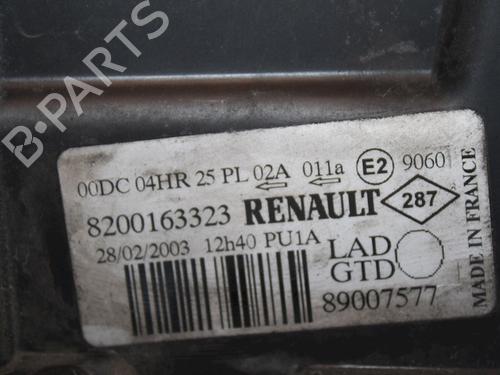 00DC 04HR 25 PL 02A 011a E2 9060
8200163323 RENAULT 287
28/02/2003 12h40 PU1A LAD
GTD
89007577
MADE IN FRANCE
B-PARTS